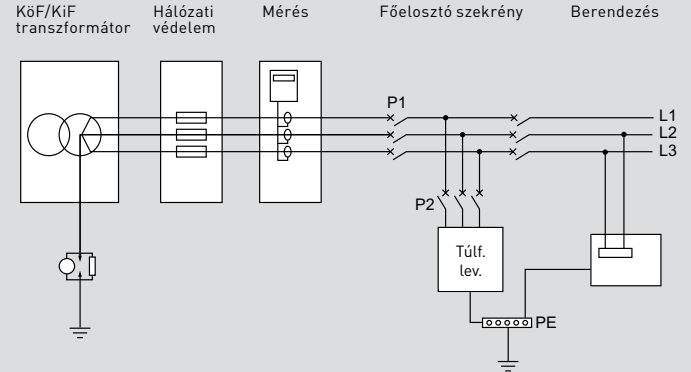 KöF/KiF
transzformátor
Hálózati
védelem
Mérés
Főelosztó szekrény
Berendezés
P1
L1
L2
L3
P2
Túlf.
lev.
PE